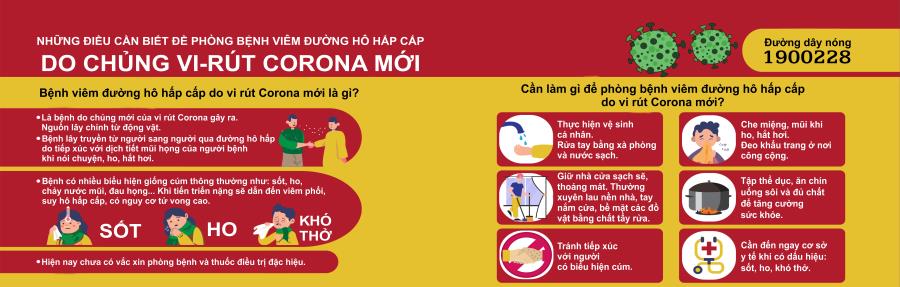 NHỮNG ĐIỀU CẦN BIẾT ĐỀ PHÒNG BỆNH VIÊM ĐƯỜNG HÔ HẤP CẤP
DO CHỦNG VI-RÚT CORONA MỚI
Đường dây nóng
1900228
Bệnh viêm đường hô hấp cấp do vi rút Corona mới là gì?
• Là bệnh do chủng mới của vi rút Corona gây ra.
Nguồn lây chính từ động vật.
• Bệnh lây truyền từ người sang người qua đường hô hấp
do tiếp xúc với dịch tiết mũi họng của người bệnh
khi nói chuyện, ho, hắt hơi.
• Bệnh có nhiều biểu hiện giống cúm thông thường như: sốt, ho,
chảy nước mũi, đau họng... Khi tiến triển nặng sẽ dẫn đến viêm phổi,
suy hô hấp cấp, có nguy cơ tử vong cao.
SỐT
HO
KHÓ
THỞ
• Hiện nay chưa có vắc xin phòng bệnh và thuốc điều trị đặc hiệu.
Cần làm gì để phòng bệnh viêm đường hô hấp cấp
do vi rút Corona mới?
Thực hiện vệ sinh
cá nhân.
Rửa tay bằng xà phòng
và nước sạch.
Che miệng, mũi khi
ho, hắt hơi.
Đeo khẩu trang ở nơi
công cộng.
Giữ nhà cửa sạch sẽ,
thoáng mát. Thường
xuyên lau nền nhà, tay
nắm cửa, bề mặt các đồ
vật bằng chất tẩy rửa.
Tập thể dục, ăn chín
uống sôi và đủ chất
để tăng cường
sức khỏe.
Tránh tiếp xúc
với người
có biểu hiện cúm.
Cần đến ngay cơ sở
y tế khi có dấu hiệu:
sốt, ho, khó thở.